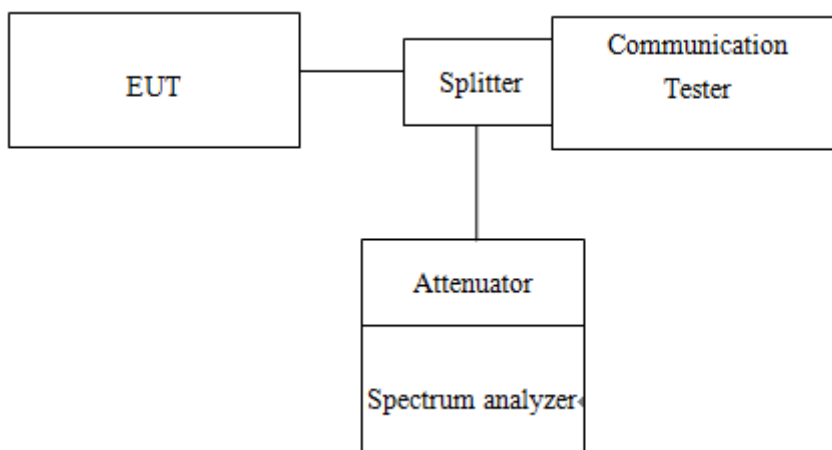 EUT
Splitter
Communication
Tester
Attenuator
Spectrum analyzer